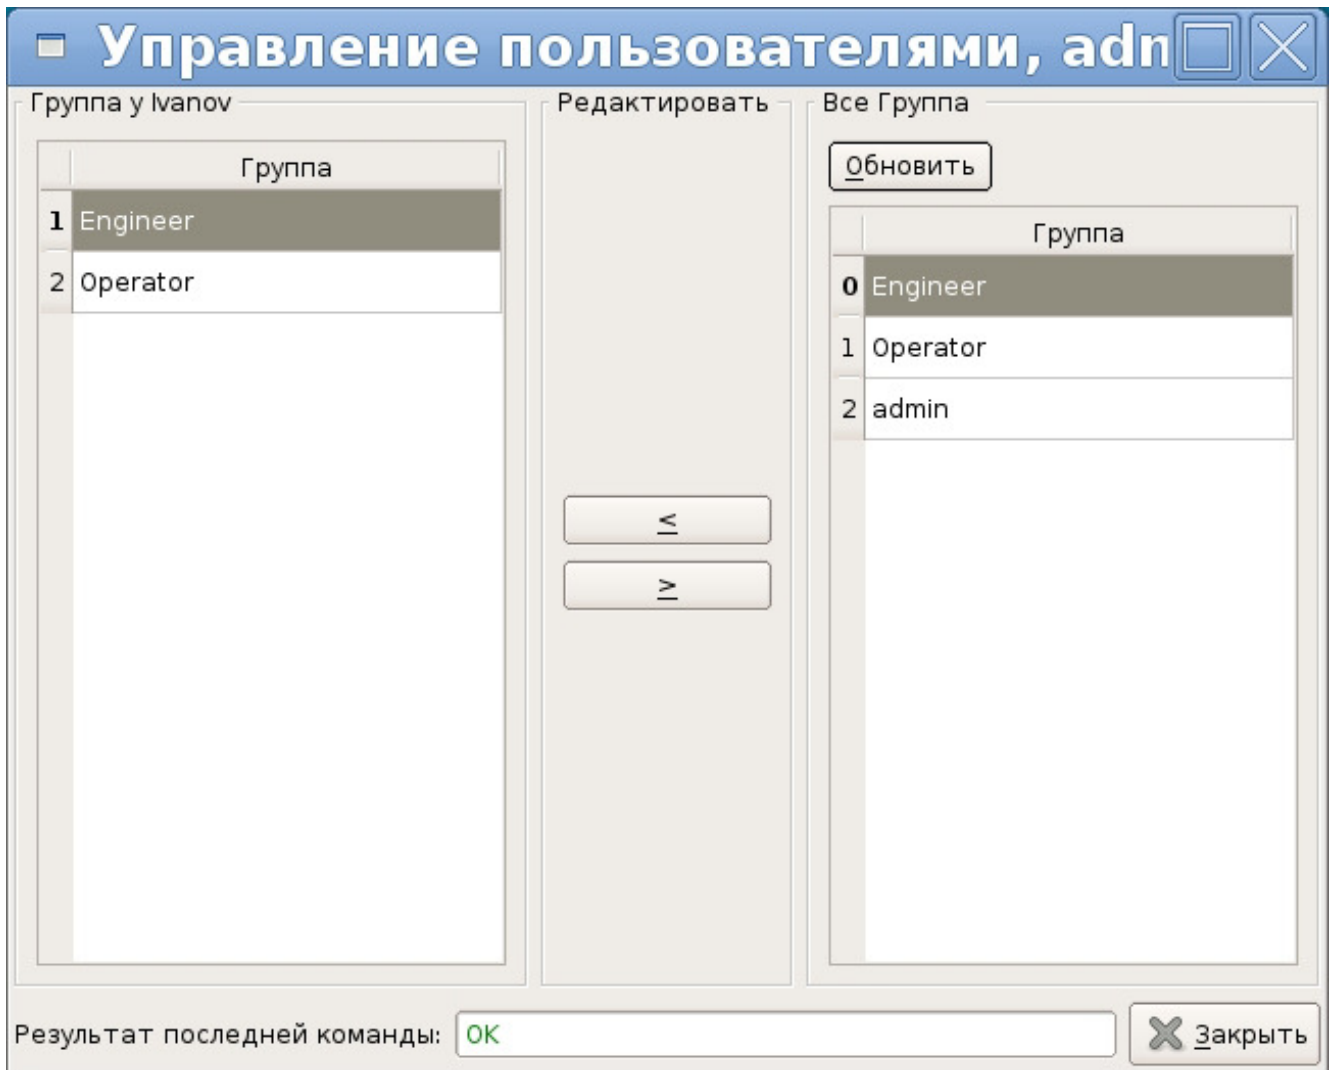 Управление пользователями, adm
Группа у Ivanov
Группа
1 Engineer
2 Operator
Редактировать
<
>
Все Группа
Обновить
Группа
0 Engineer
1 Operator
2 admin
Результат последней команды: OK
Закрыть